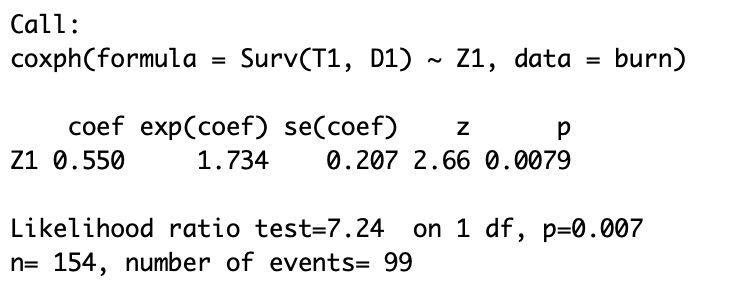 Call:
coxph(formula = Surv(T1, D1) ~ Z1, data = burn)
coef exp(coef) se(coef) z p
Z1 0.550 1.734 0.207 2.66 0.0079
Likelihood ratio test=7.24 on 1 df, p=0.007
n= 154, number of events= 99